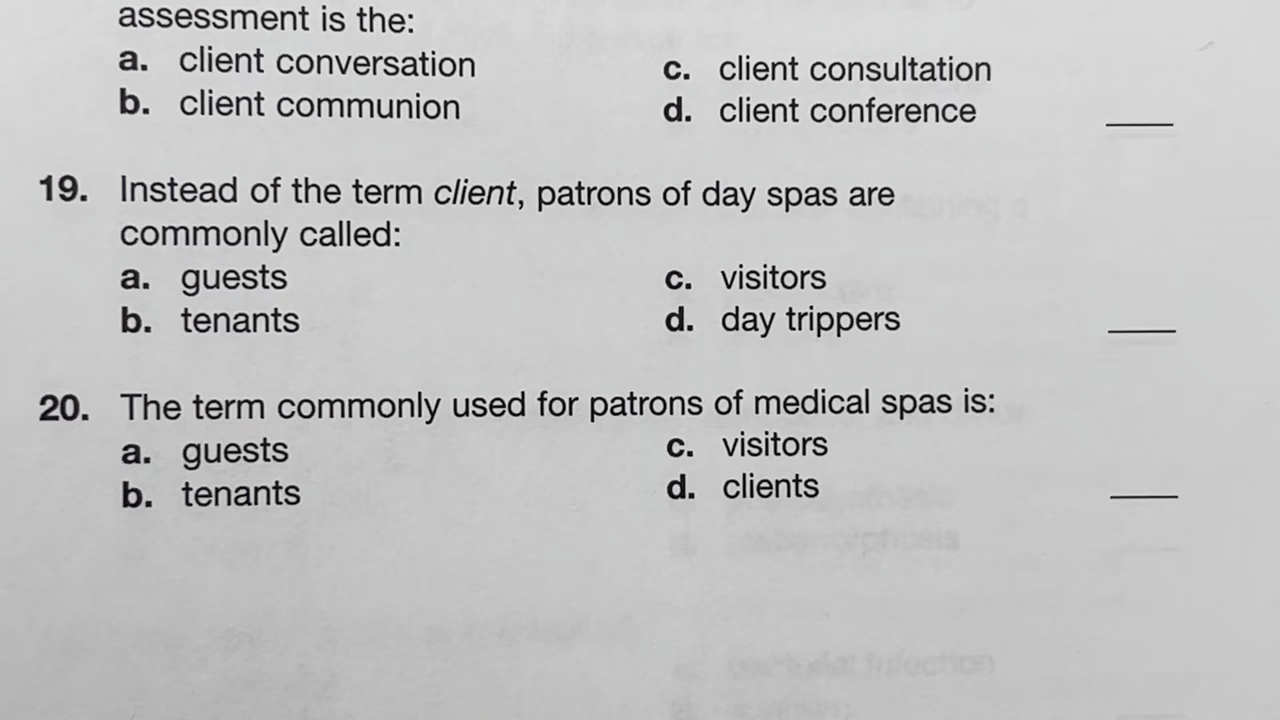 assessment is the:
a. client conversation c. client consultation
b. client communion d. client conference
19. Instead of the term client, patrons of day spas are
commonly called:
a. guests c. visitors
b. tenants d. day trippers
20. The term commonly used for patrons of medical spas is:
a. guests c. visitors
b. tenants d. clients